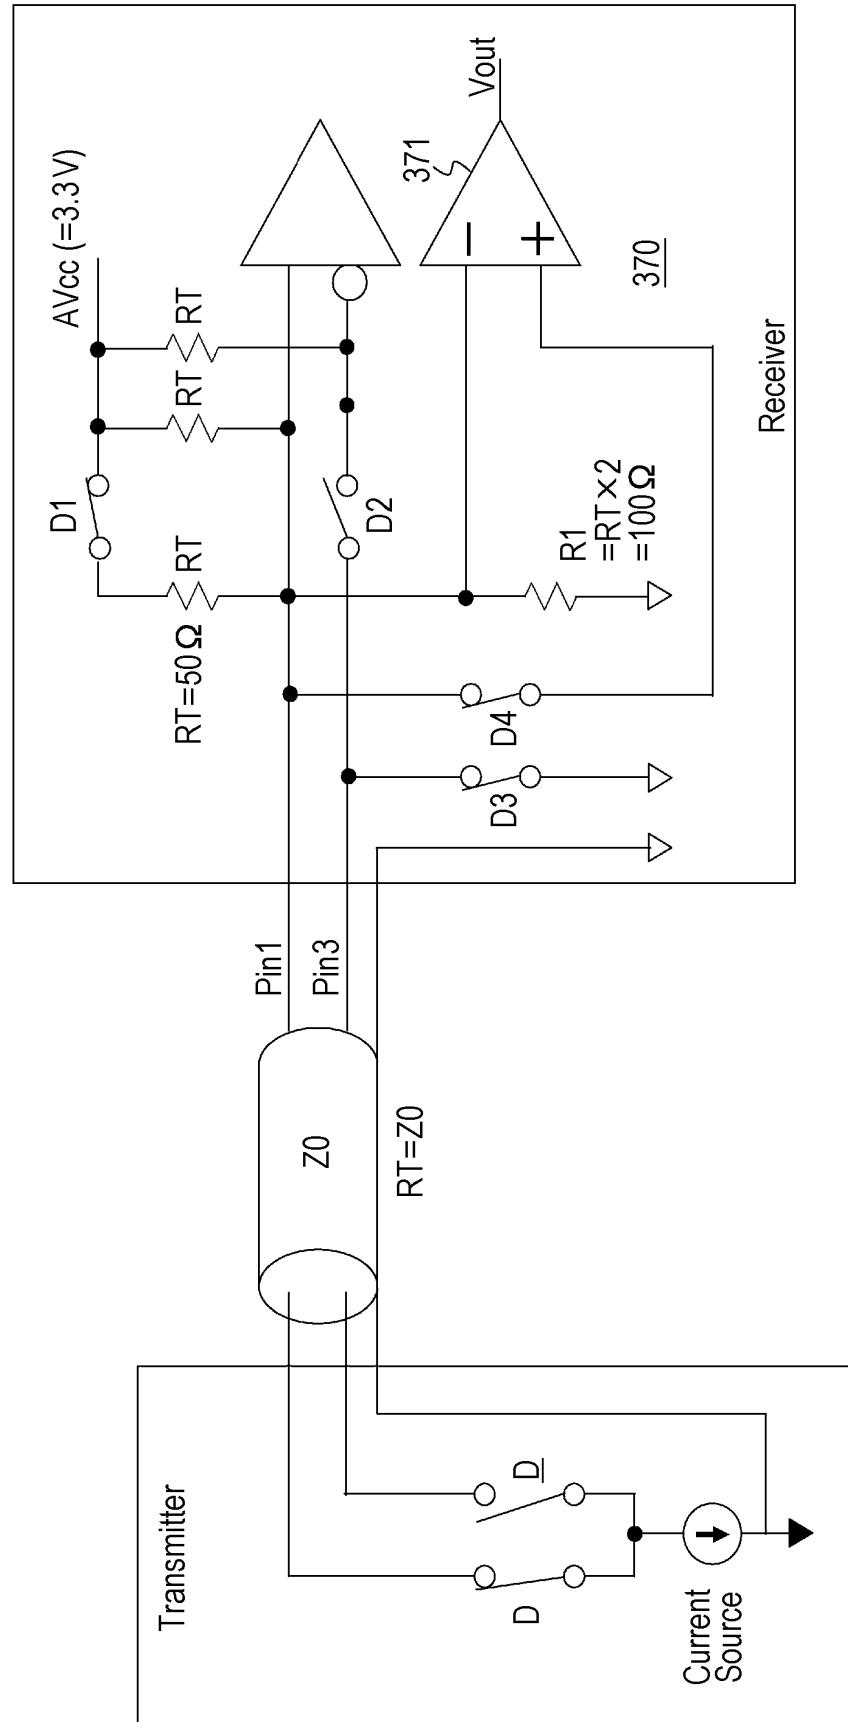 Transmitter
D
D
Current
Source
Z0
RT=Z0
Pin1
Pin3
Receiver
AVcc (=3.3V)
D1
RT
RT
RT
RT=50Ω
D2
D3
D4
R1
=RT×2
=100Ω
371
−
+
Vout
370